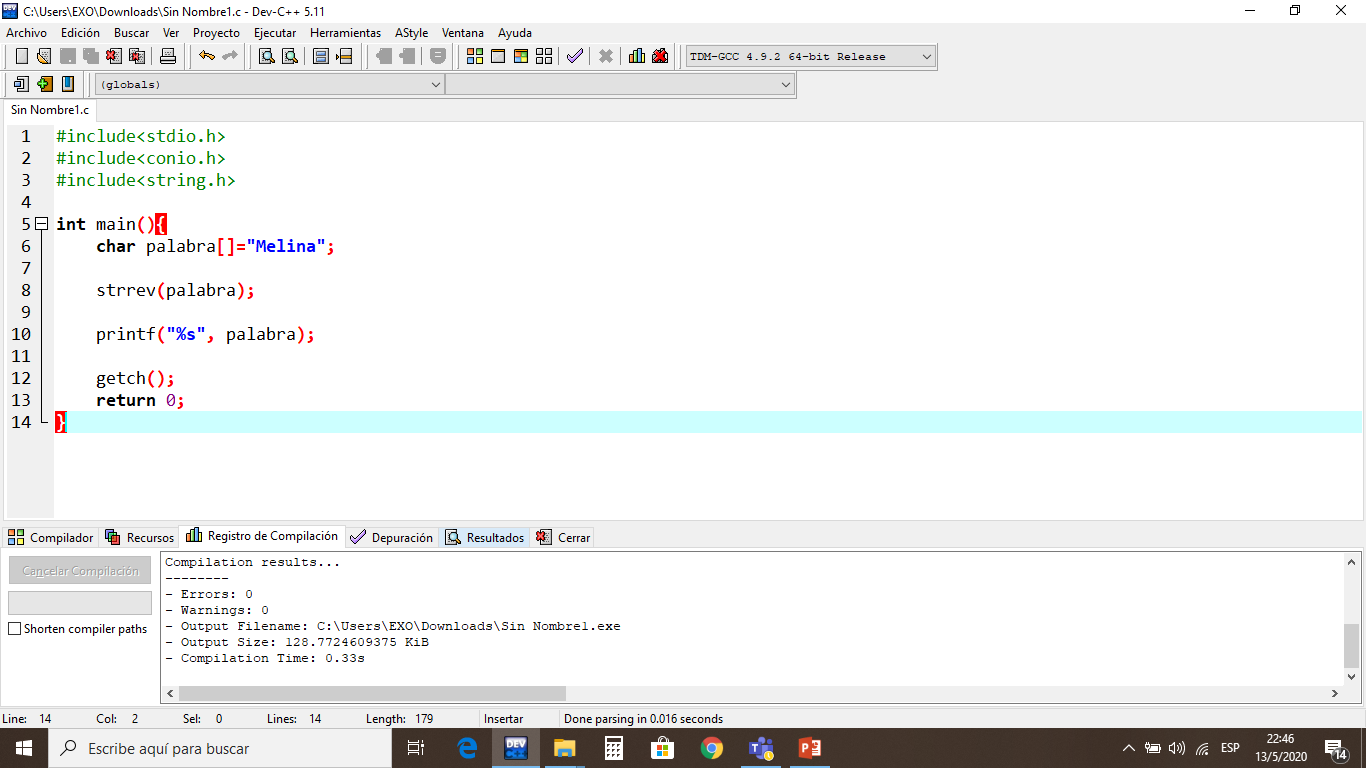 C:\Users\EXO\Downloads\Sin Nombre1.c - Dev-C++ 5.11
Archivo Edición Buscar Ver Proyecto Ejecutar Herramientas AStyle Ventana Ayuda
TDM-GCC 4.9.2 64-bit Release
(globals)
Sin Nombre1.c
1 #include<stdio.h>
2 #include<conio.h>
3 #include<string.h>
4
5 int main(){
6 char palabra[]="Melina";
7
8 strrev(palabra);
9
10 printf("%s", palabra);
11
12 getch();
13 return 0;
14 }
Compilador Recursos Registro de Compilación Depuración Resultados Cerrar
Cancelar Compilación
Shorten compiler paths
Compilation results...
--------
- Errors: 0
- Warnings: 0
- Output Filename: C:\Users\EXO\Downloads\Sin Nombre1.exe
- Output Size: 128.7724609375 KiB
- Compilation Time: 0.33s
Line: 14 Col: 2 Sel: 0 Lines: 14 Length: 179 Insertar Done parsing in 0.016 seconds
Escribe aquí para buscar
DEV
ESP
22:46
13/5/2020
14